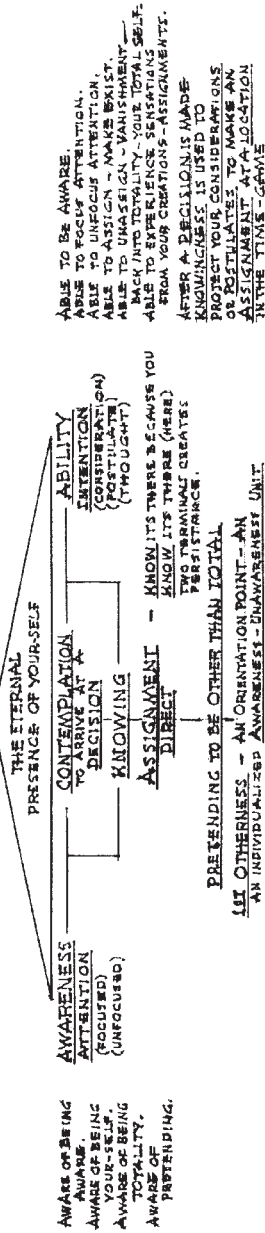 THE ETERNAL
PRESENCE OF YOUR-SELF
AWARE OF BEING
AWARE.
AWARE OF BEING
YOUR-SELF.
AWARE OF BEING
TOTALITY.
AWARE OF
PRETENDING.
AWARENESS
ATTENTION
(FOCUSED)
(UNFOCUSED)
CONTEMPLATION
TO ARRIVE AT A
DECISION
KNOWING
ABILITY
INTENTION
(CONSIDERATION)
(POSTULATE)
(THOUGHT)
ABLE TO BE AWARE.
ABLE TO FOCUS ATTENTION.
ABLE TO UNFOCUS ATTENTION.
ABLE TO ASSIGN - MAKE EXIST.
ABLE TO UNASSIGN - VANISHMENT -
BACK INTO TOTALITY - YOUR TOTAL SELF.
ABLE TO EXPERIENCE SENSATIONS
FROM YOUR CREATIONS - ASSIGNMENTS.
ASSIGNMENT
DIRECT
- KNOW ITS THERE BECAUSE YOU
KNOW ITS THERE (HERE)
TWO TERMINALS CREATES
PERSISTANCE.
AFTER A DECISION IS MADE
KNOWINGNESS IS USED TO
PROJECT YOUR CONSIDERATIONS
OR POSTULATES TO MAKE AN
ASSIGNMENT AT A LOCATION
IN THE TIME - GAME
PRETENDING TO BE OTHER THAN TOTAL
1ST OTHERNESS - AN ORIENTATION POINT - AN
AN INDIVIDUALIZED AWARENESS - UNAWARENESS UNIT